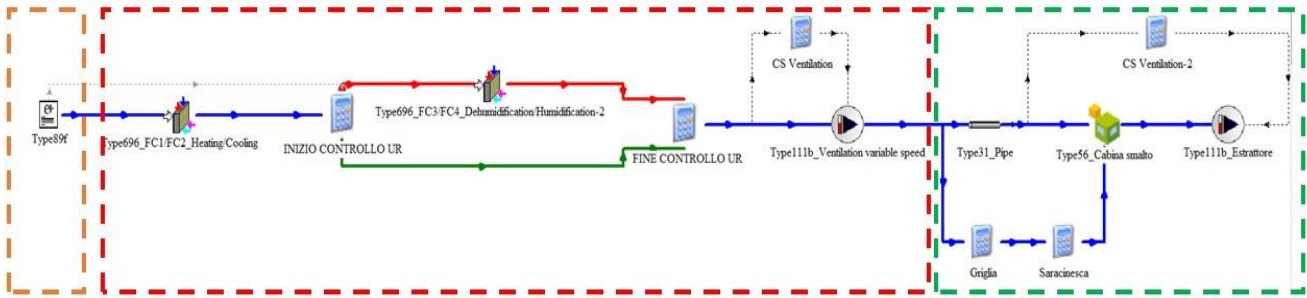 CS Ventilation
CS Ventilation-2
Type89f
Type696_FC1/FC2_Heating/Cooling
INIZIO CONTROLLO UR
Type696_FC3/FC4_Dehumidification/Humidification-2
FINE CONTROLLO UR
Type111b_Ventilation variable speed
Type31_Pipe
Type56_Cabina smalto
Type111b_Estrattore
Griglia
Saracinesca